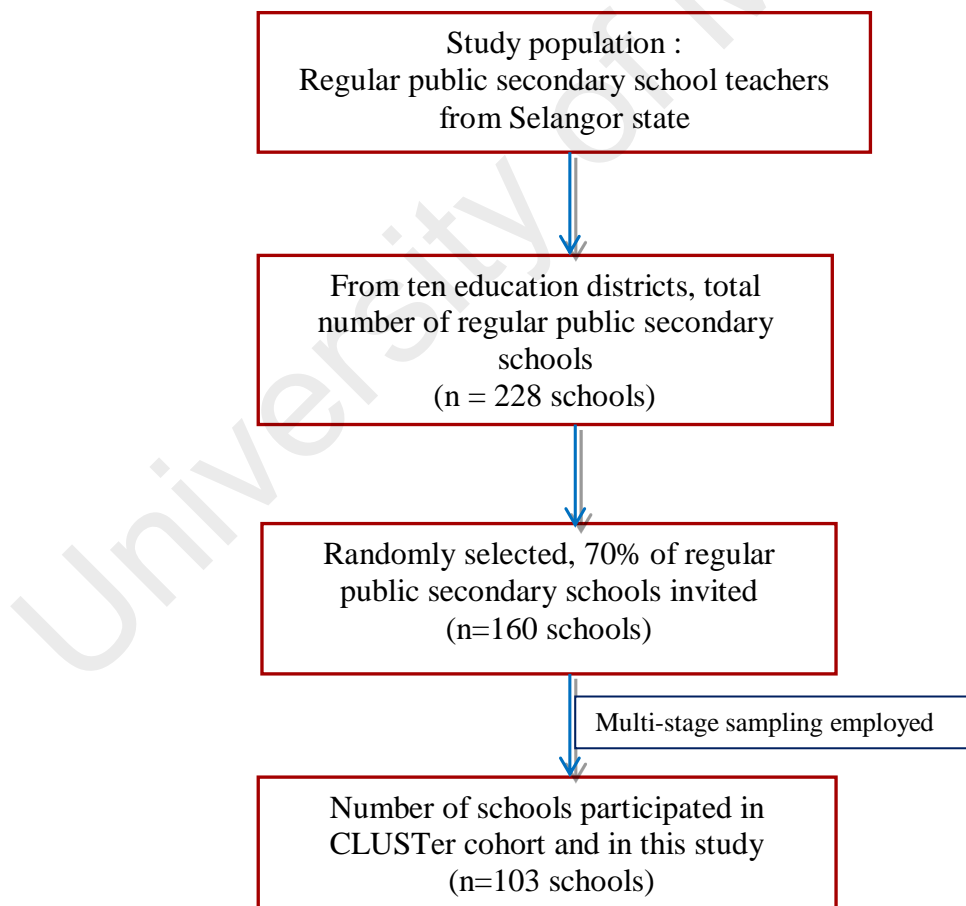 Study population :
Regular public secondary school teachers
from Selangor state
From ten education districts, total
number of regular public secondary
schools
(n = 228 schools)
Randomly selected, 70% of regular
public secondary schools invited
(n=160 schools)
Multi-stage sampling employed
Number of schools participated in
CLUSTer cohort and in this study
(n=103 schools)
University of